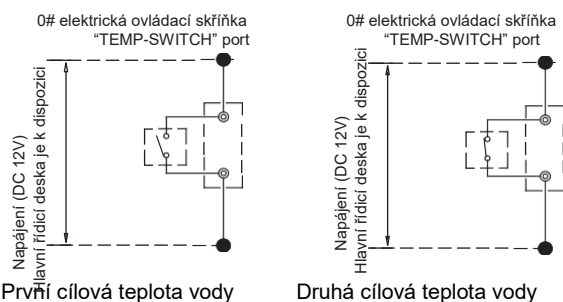 0# elektrická ovládací skříňka
“TEMP-SWITCH” port
Napájení (DC 12V)
Hlavní řídicí deska je k dispozici
První cílová teplota vody
0# elektrická ovládací skříňka
“TEMP-SWITCH” port
Napájení (DC 12V)
Hlavní řídicí deska je k dispozici
Druhá cílová teplota vody